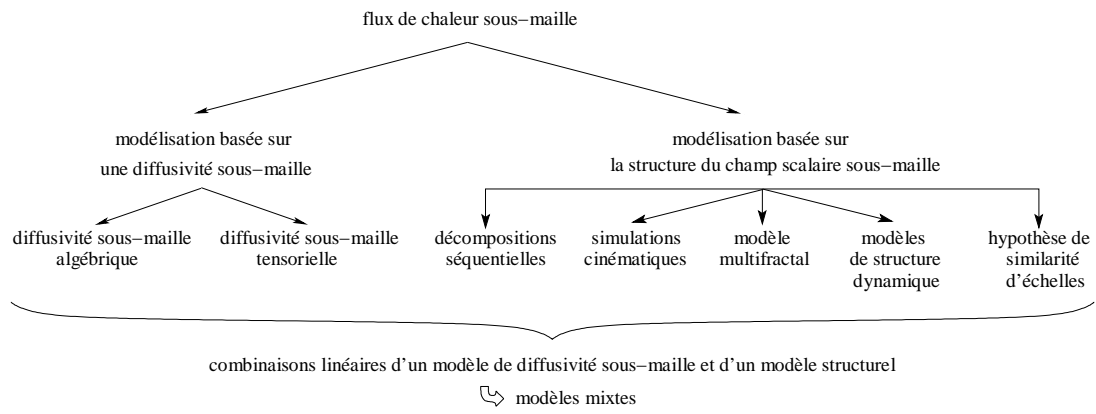 flux de chaleur sous−maille
modélisation basée sur
une diffusivité sous−maille
modélisation basée sur
la structure du champ scalaire sous−maille
diffusivité sous−maille
algébrique
diffusivité sous−maille
tensorielle
décompositions
séquentielles
simulations
cinématiques
modèle
multifractal
modèles
de structure
dynamique
hypothèse de
similarité
d'échelles
combinaisons linéaires d'un modèle de diffusivité sous−maille et d'un modèle structurel
modèles mixtes